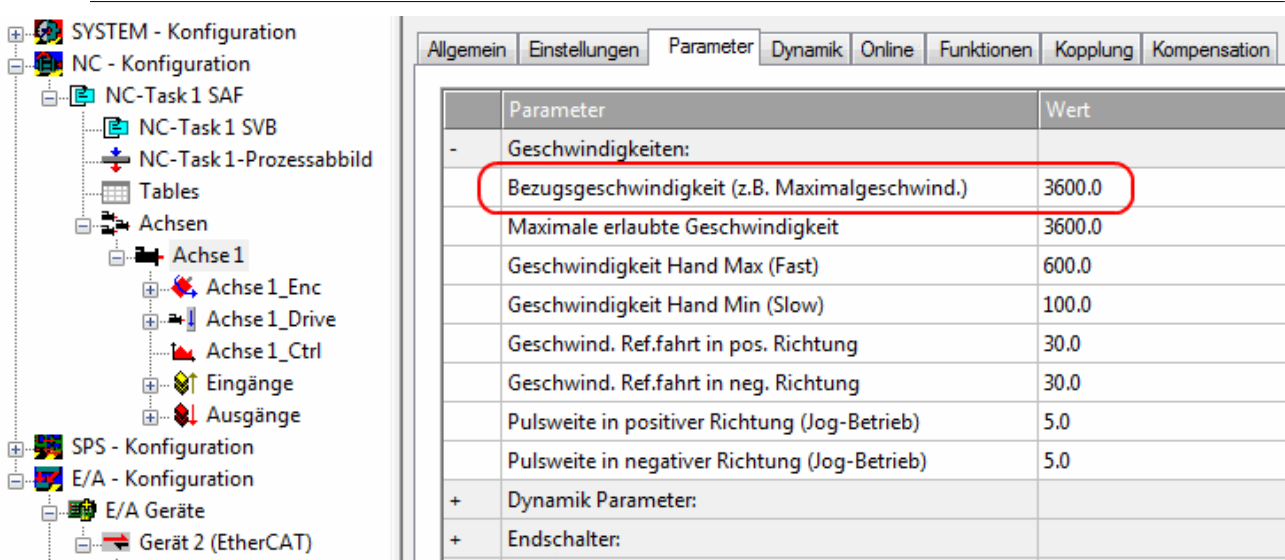 SYSTEM - Konfiguration
NC - Konfiguration
NC-Task 1 SAF
NC-Task 1 SVB
NC-Task 1-Prozessabbild
Tables
Achsen
Achse 1
Achse 1_Enc
Achse 1_Drive
Achse 1_Ctrl
Eingänge
Ausgänge
SPS - Konfiguration
E/A - Konfiguration
E/A Geräte
Gerät 2 (EtherCAT)
Allgemein Einstellungen Parameter Dynamik Online Funktionen Kopplung Kompensation
Parameter Wert
- Geschwindigkeiten:
Bezugsgeschwindigkeit (z.B. Maximalgeschwind.) 3600.0
Maximale erlaubte Geschwindigkeit 3600.0
Geschwindigkeit Hand Max (Fast) 600.0
Geschwindigkeit Hand Min (Slow) 100.0
Geschwind. Ref.fahrt in pos. Richtung 30.0
Geschwind. Ref.fahrt in neg. Richtung 30.0
Pulsweite in positiver Richtung (Jog-Betrieb) 5.0
Pulsweite in negativer Richtung (Jog-Betrieb) 5.0
+ Dynamik Parameter:
+ Endschalter: